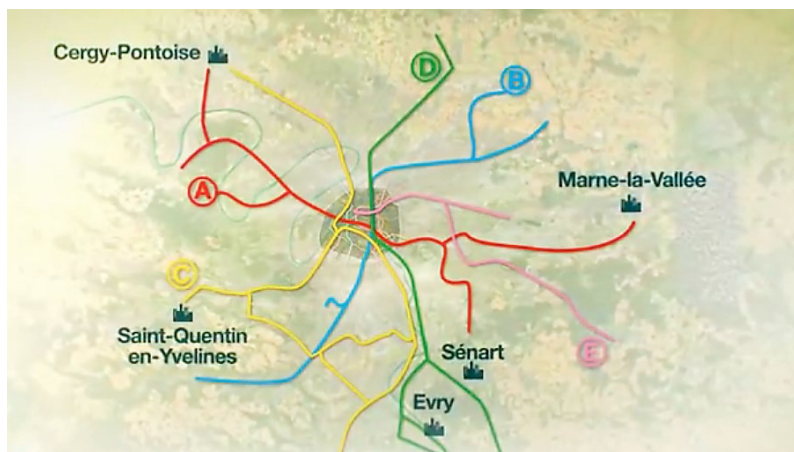 Cergy-Pontoise
D
B
A
Marne-la-Vallée
C
Saint-Quentin
en-Yvelines
Sénart
E
Evry